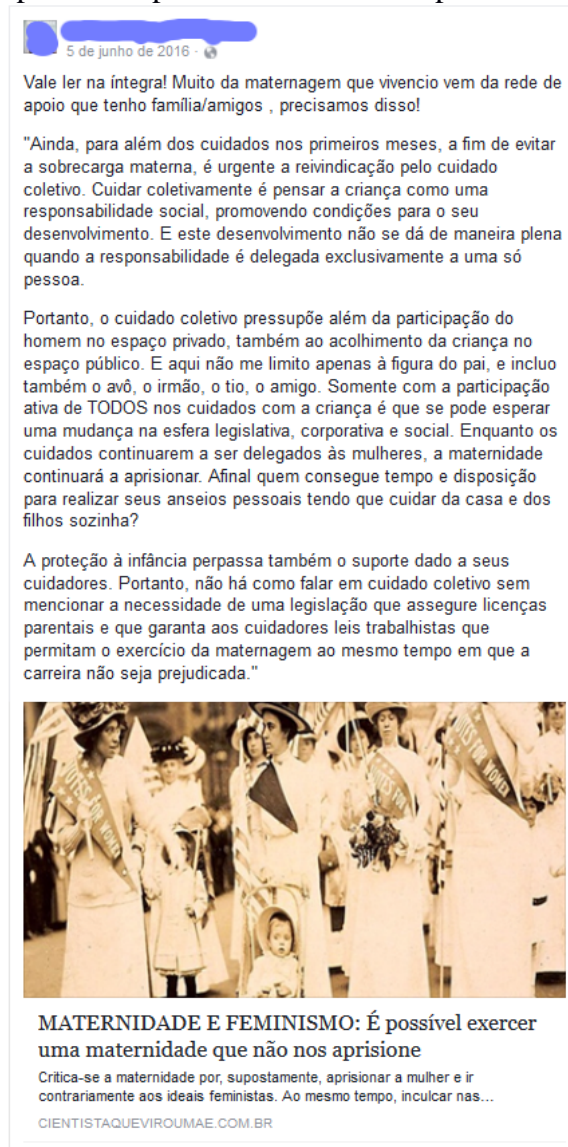 5 de junho de 2016 ·
Vale ler na íntegra! Muito da maternagem que vivencio vem da rede de
apoio que tenho família/amigos , precisamos disso!
"Ainda, para além dos cuidados nos primeiros meses, a fim de evitar
a sobrecarga materna, é urgente a reivindicação pelo cuidado
coletivo. Cuidar coletivamente é pensar a criança como uma
responsabilidade social, promovendo condições para o seu
desenvolvimento. E este desenvolvimento não se dá de maneira plena
quando a responsabilidade é delegada exclusivamente a uma só
pessoa.
Portanto, o cuidado coletivo pressupõe além da participação do
homem no espaço privado, também ao acolhimento da criança no
espaço público. E aqui não me limito apenas à figura do pai, e incluo
também o avô, o irmão, o tio, o amigo. Somente com a participação
ativa de TODOS nos cuidados com a criança é que se pode esperar
uma mudança na esfera legislativa, corporativa e social. Enquanto os
cuidados continuarem a ser delegados às mulheres, a maternidade
continuará a aprisionar. Afinal quem consegue tempo e disposição
para realizar seus anseios pessoais tendo que cuidar da casa e dos
filhos sozinha?
A proteção à infância perpassa também o suporte dado a seus
cuidadores. Portanto, não há como falar em cuidado coletivo sem
mencionar a necessidade de uma legislação que assegure licenças
parentais e que garanta aos cuidadores leis trabalhistas que
permitam o exercício da maternagem ao mesmo tempo em que a
carreira não seja prejudicada."
VOTES FOR WOMEN
VOTES FOR
VOTES FOR WOMEN
MATERNIDADE E FEMINISMO: É possível exercer
uma maternidade que não nos aprisione
Critica-se a maternidade por, supostamente, aprisionar a mulher e ir
contrariamente aos ideais feministas. Ao mesmo tempo, inculcar nas...
CIENTISTAQUEVIROUMAE.COM.BR